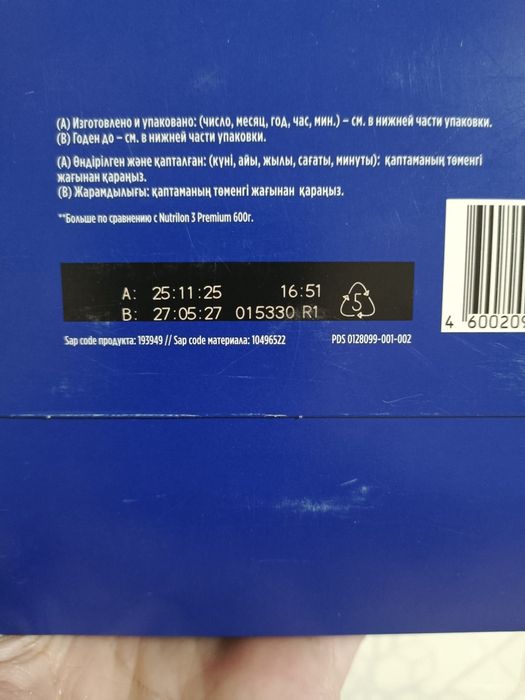 (А) Изготовлено и упаковано: (число, месяц, год, час, мин.) – см. в нижней части упаковки.
(В) Годен до – см. в нижней части упаковки.
(А) Өндірілген және қапталған: (күні, айы, жылы, сағаты, минуты): қаптаманың төменгі
жағынан қараңыз.
(В) Жарамдылығы: қаптаманың төменгі жағынан қараңыз.
**Больше по сравнению с Nutrilon 3 Premium 600г.
A: 25:11:25 16:51
B: 27:05:27 015330 R1
5
Sap code продукта: 193949 // Sap code материала: 10496522 PDS 0128099-001-002
4 600209